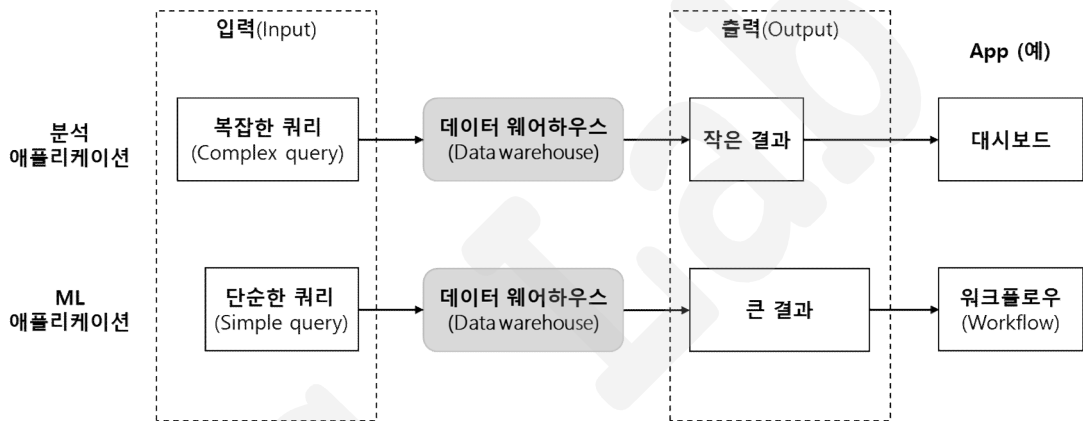 입력(Input)
출력(Output)
App (예)
분석
애플리케이션
복잡한 쿼리
(Complex query)
데이터 웨어하우스
(Data warehouse)
작은 결과
대시보드
ML
애플리케이션
단순한 쿼리
(Simple query)
데이터 웨어하우스
(Data warehouse)
큰 결과
워크플로우
(Workflow)
Lab